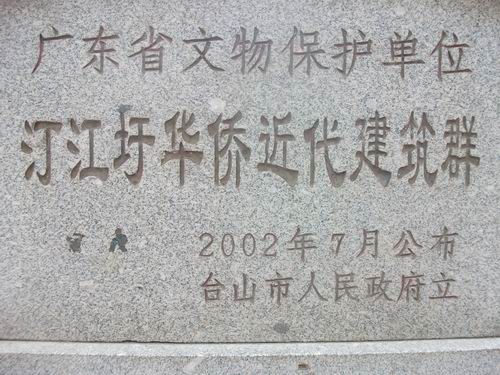 广东省文物保护单位
汀江圩华侨近代建筑群
2002年7月公布
台山市人民政府立